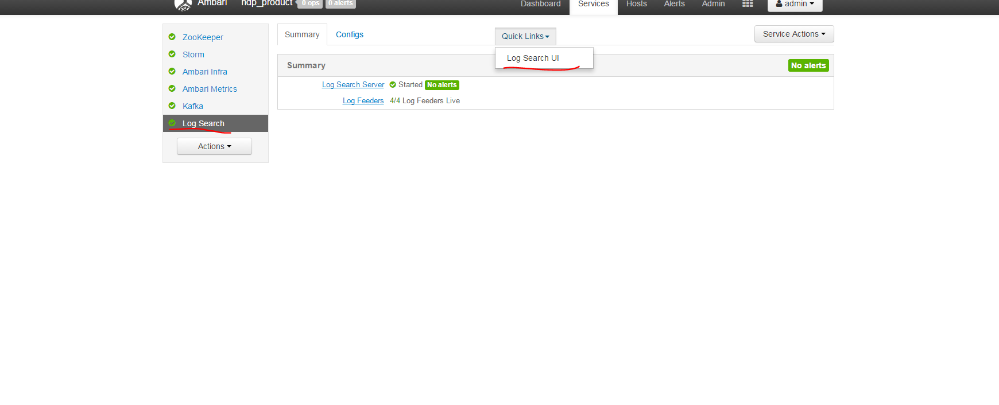 Ambari hdp_product 0 ops 0 alerts Dashboard Services Hosts Alerts Admin admin
ZooKeeper
Storm
Ambari Infra
Ambari Metrics
Kafka
Log Search
Actions
Summary Configs Quick Links Service Actions
Log Search UI
Summary No alerts
Log Search Server Started No alerts
Log Feeders 4/4 Log Feeders Live